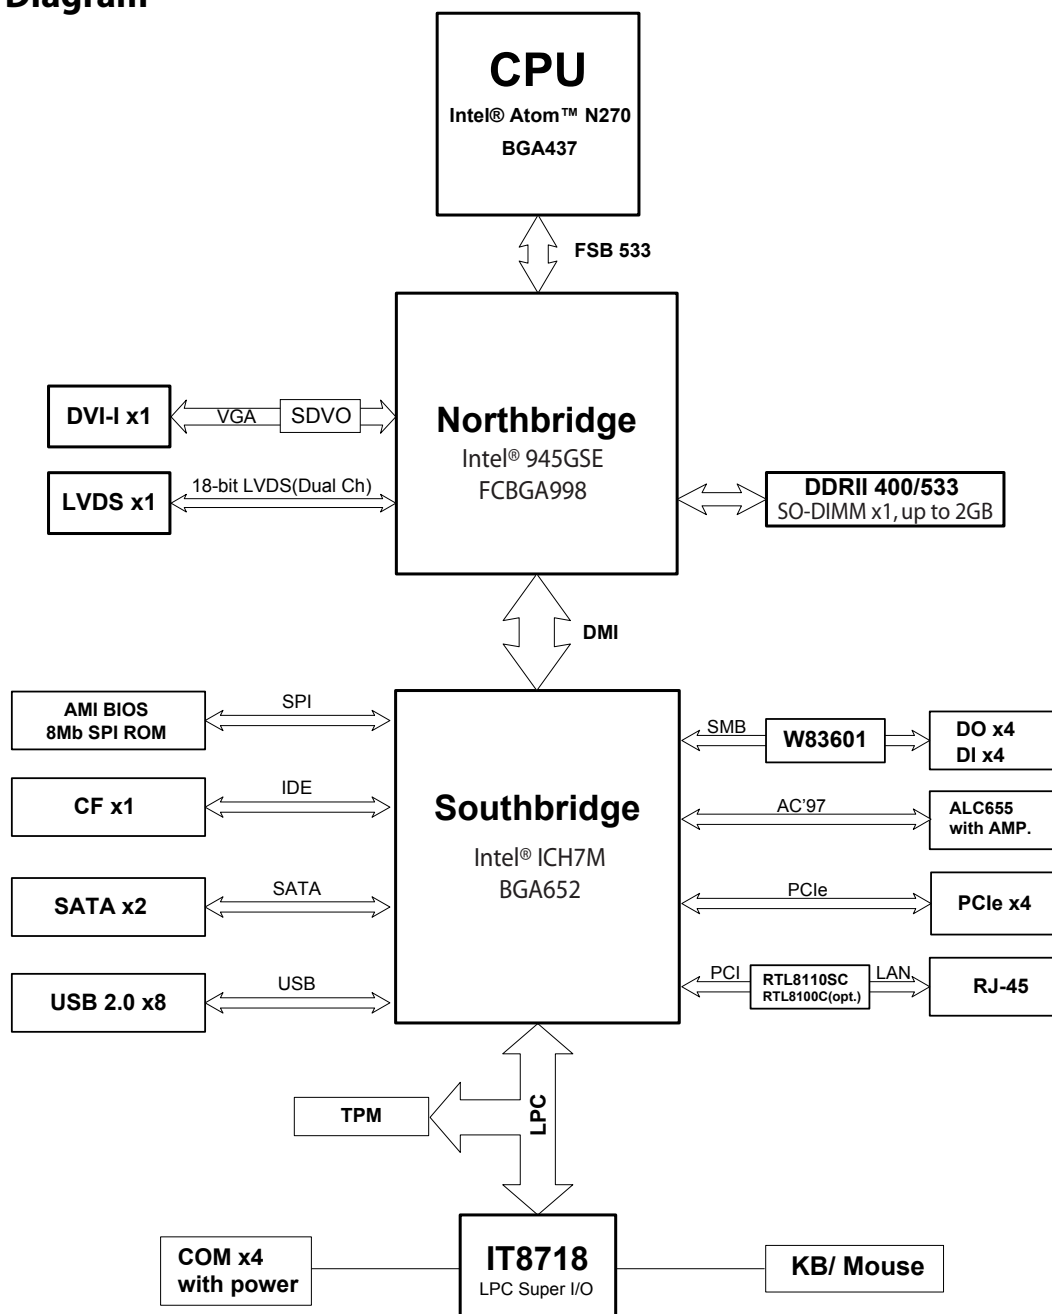 Diagram
CPU
Intel® Atom™ N270
BGA437
FSB 533
DVI-I x1
VGA
SDVO
Northbridge
Intel® 945GSE
FCBGA998
LVDS x1
18-bit LVDS(Dual Ch)
DDRII 400/533
SO-DIMM x1, up to 2GB
DMI
AMI BIOS
8Mb SPI ROM
SPI
SMB
W83601
DO x4
DI x4
CF x1
IDE
Southbridge
Intel® ICH7M
BGA652
AC'97
ALC655
with AMP.
SATA x2
SATA
PCIe
PCIe x4
USB 2.0 x8
USB
PCI
RTL8110SC
RTL8100C(opt.)
LAN
RJ-45
TPM
LPC
COM x4
with power
IT8718
LPC Super I/O
KB/ Mouse